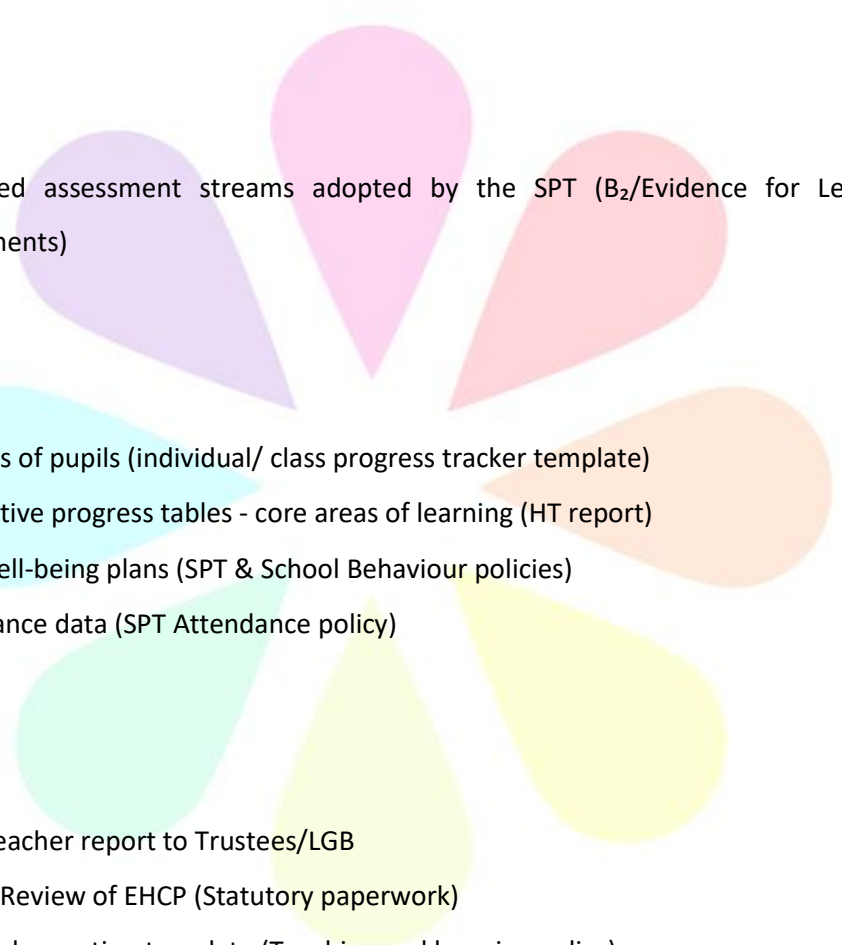 ed assessment streams adopted by the SPT (B₂/Evidence for Le
nents)
s of pupils (individual/ class progress tracker template)
tive progress tables - core areas of learning (HT report)
ell-being plans (SPT & School Behaviour policies)
ance data (SPT Attendance policy)
eacher report to Trustees/LGB
Review of EHCP (Statutory paperwork)